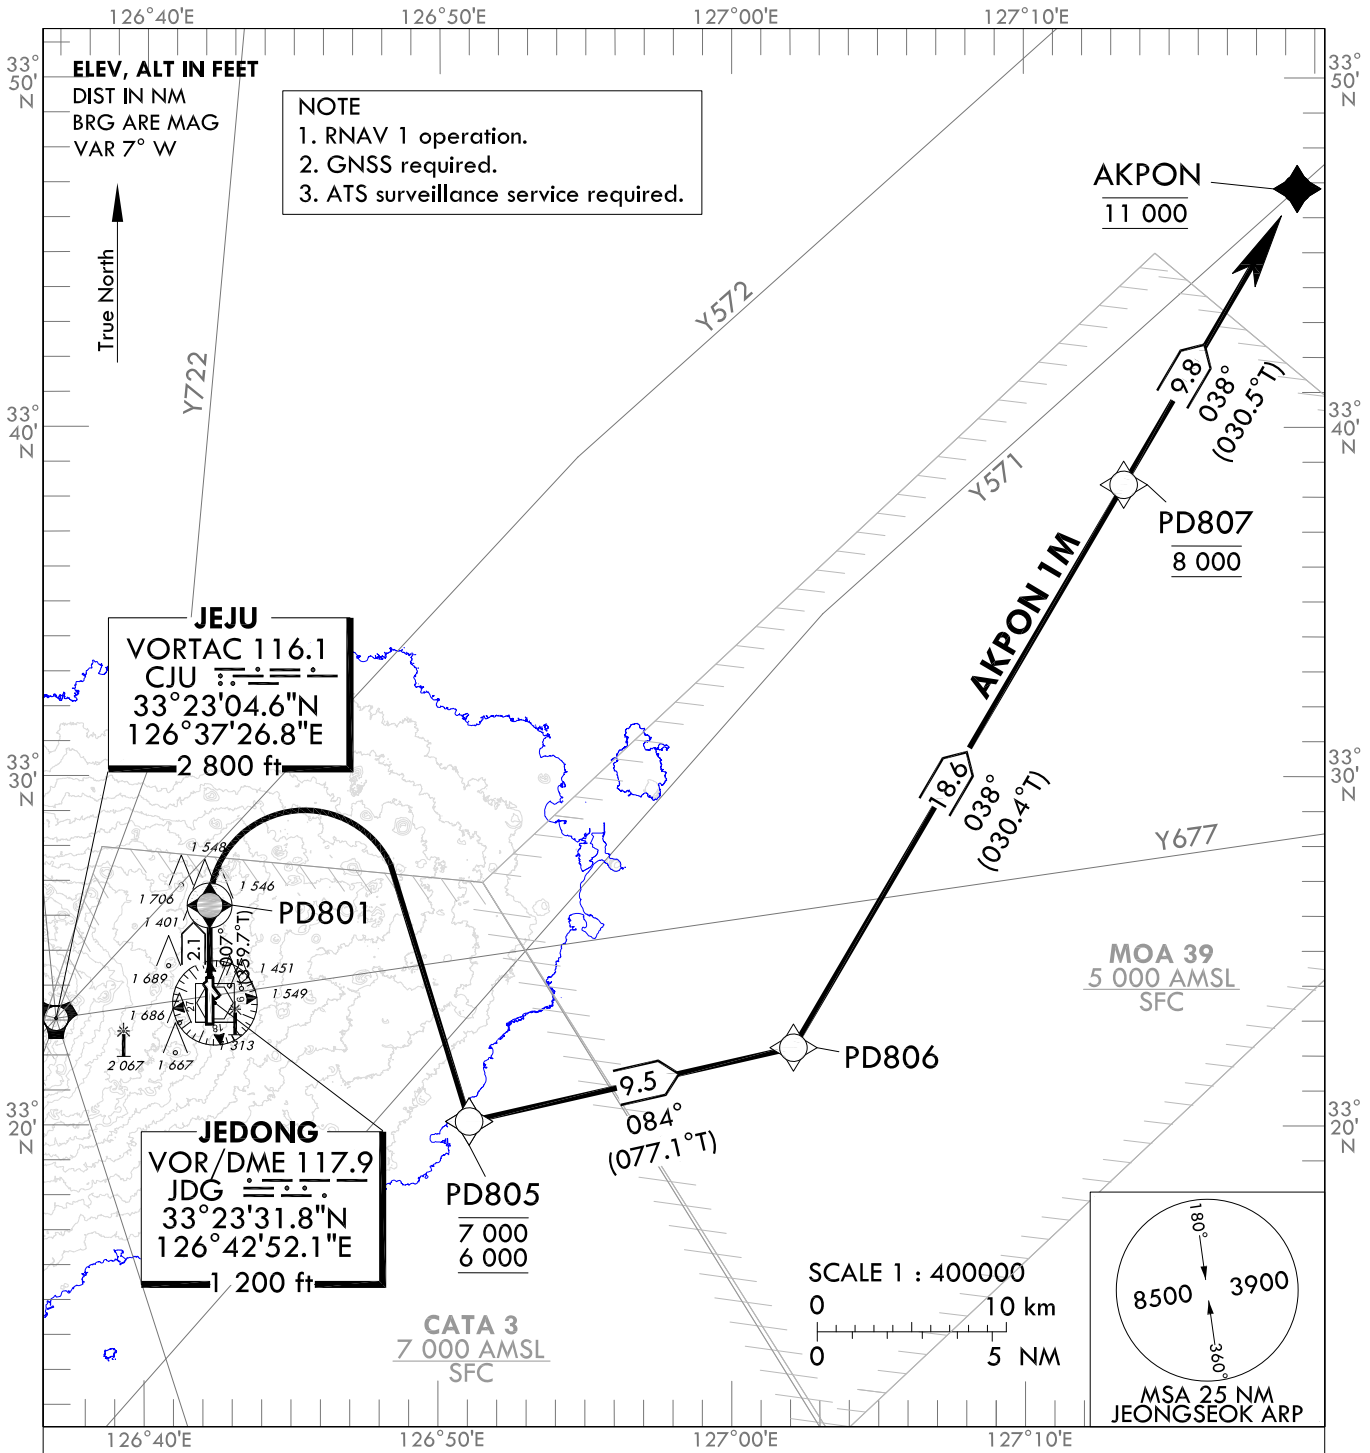 126°40'E
126°50'E
127°00'E
127°10'E
33°
50'
N
33°
50'
N
ELEV, ALT IN FEET
DIST IN NM
BRG ARE MAG
VAR 7° W
True North
NOTE
1. RNAV 1 operation.
2. GNSS required.
3. ATS surveillance service required.
AKPON
11 000
Y572
Y722
Y571
9.8
038°
(030.5°T)
33°
40'
N
33°
40'
N
PD807
8 000
AKPON 1M
JEJU
VORTAC 116.1
CJU
33°23'04.6"N
126°37'26.8"E
2 800 ft
33°
30'
N
33°
30'
N
18.6
038°
(030.4°T)
Y677
1 548
1 546
1 706
1 401
PD801
2.1
007°
(359.7°T)
1 689
1 451
1 549
1 686
1 313
2 067
1 667
27
18
9
MOA 39
5 000 AMSL
SFC
PD806
9.5
084°
(077.1°T)
33°
20'
N
33°
20'
N
JEDONG
VOR/DME 117.9
JDG
33°23'31.8"N
126°42'52.1"E
1 200 ft
PD805
7 000
6 000
CATA 3
7 000 AMSL
SFC
SCALE 1 : 400000
0 10 km
0 5 NM
180°
8500 3900
360°
MSA 25 NM
JEONGSEOK ARP
126°40'E
126°50'E
127°00'E
127°10'E